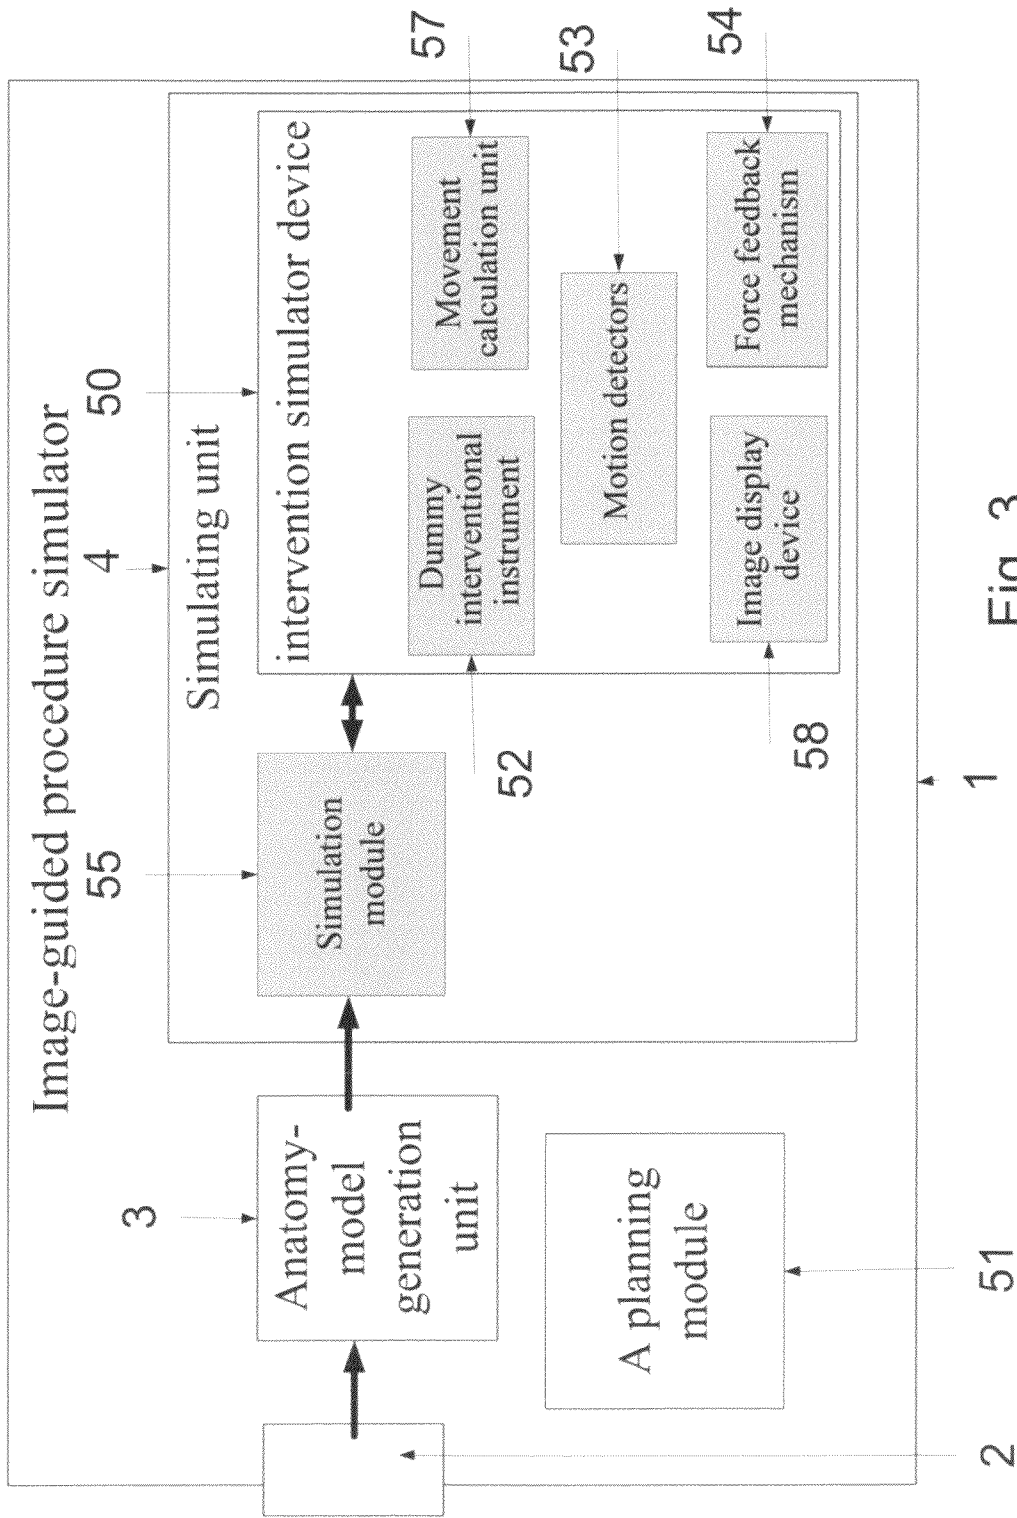 Image-guided procedure simulator
3
55
4
50
57
53
54
Simulating unit
intervention simulator device
Anatomy-
model
generation
unit
Simulation
module
Dummy
interventional
instrument
Movement
calculation unit
Motion detectors
A planning
module
Image display
device
Force feedback
mechanism
52
58
2
51
1
Fig. 3